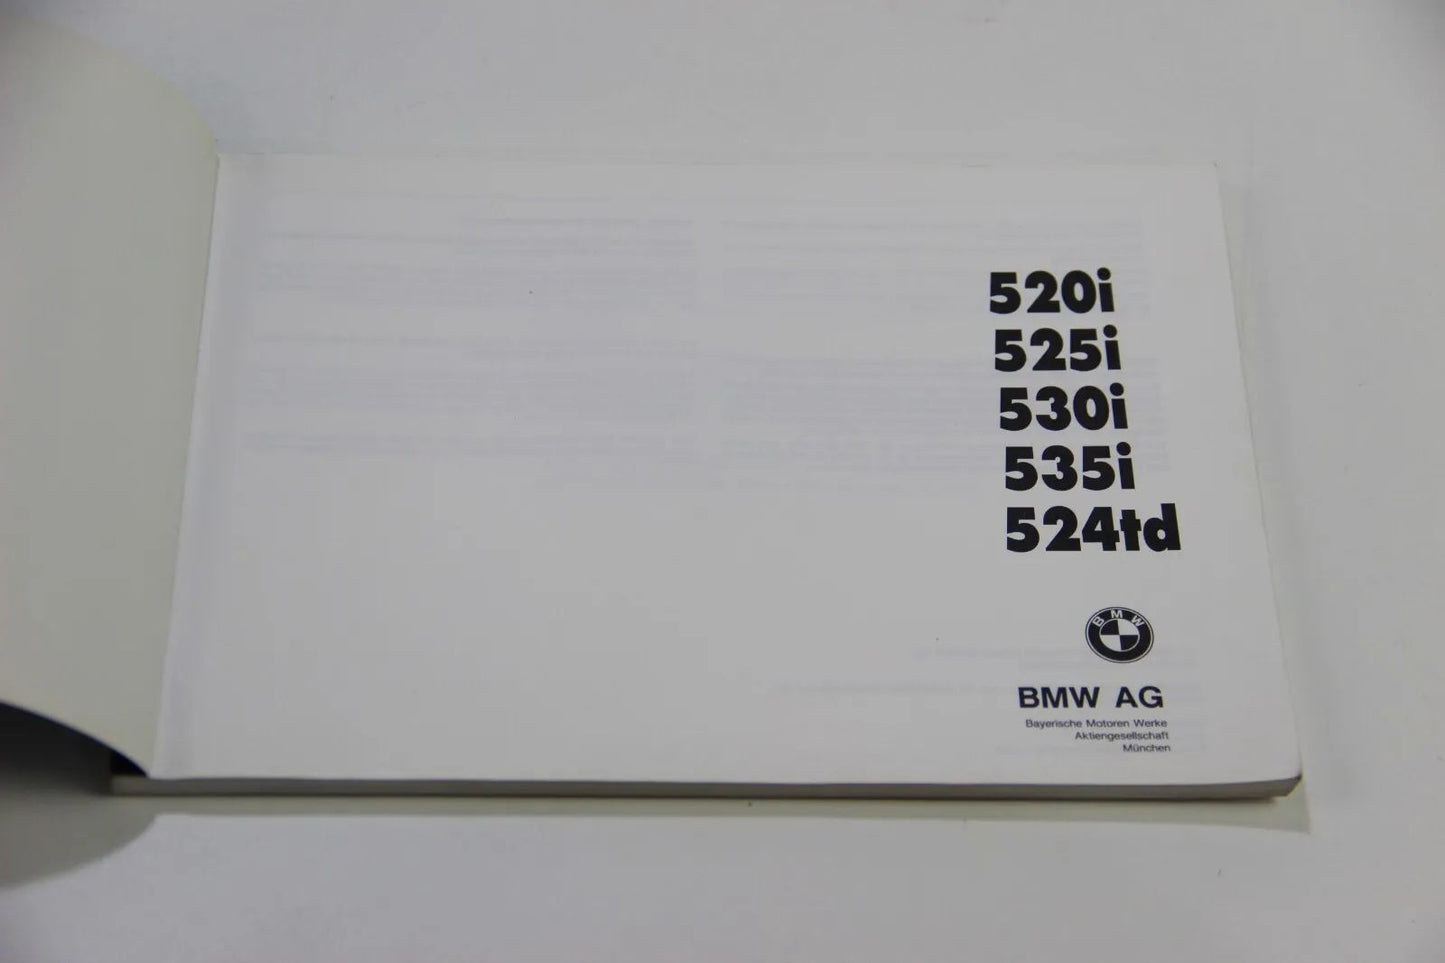 520i
525i
530i
535i
524td
BMW
BMW AG
Bayerische Motoren Werke
Aktiengesellschaft
München